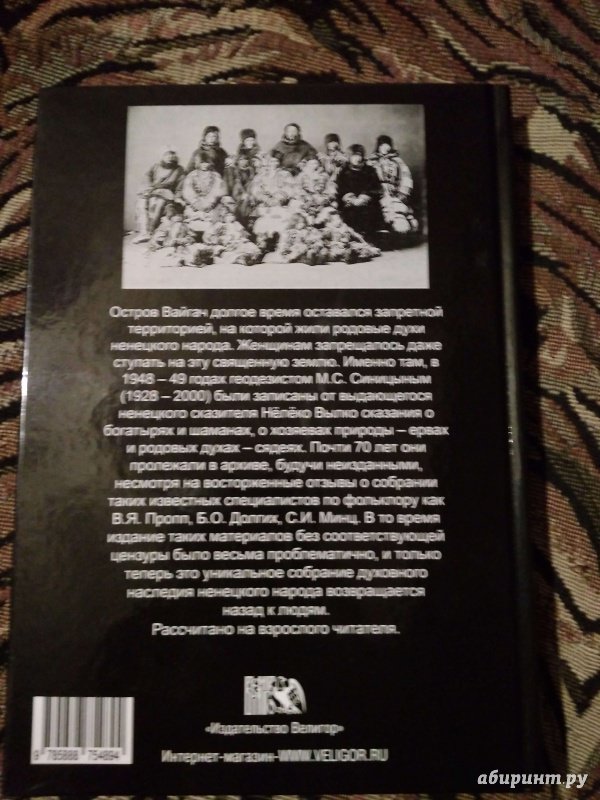 Остров Вайгач долгое время оставался запретной
территорией, на которой жили родовые духи
ненецкого народа. Женщинам запрещалось даже
ступать на эту священную землю. Именно там, в
1948 – 49 годах геодезистом М.С. Синицыным
(1928 – 2000) были записаны от выдающегося
ненецкого сказителя Нёлёко Вылко сказания о
богатырях и шаманах, о хозяевах природы – ервах
и родовых духах – сядеях. Почти 70 лет они
пролежали в архиве, будучи неизданными,
несмотря на восторженные отзывы о собрании
таких известных специалистов по фольклору как
В.Я. Пропп, Б.О. Долгих, С.И. Минц. В то время
издание таких материалов без соответствующей
цензуры было весьма проблематично, и только
теперь это уникальное собрание духовного
наследия ненецкого народа возвращается
назад к людям.
Рассчитано на взрослого читателя.
«Издательство Велигор»
Интернет-магазин-WWW.VELIGOR.RU
9 785888 754894
абиринт.ру